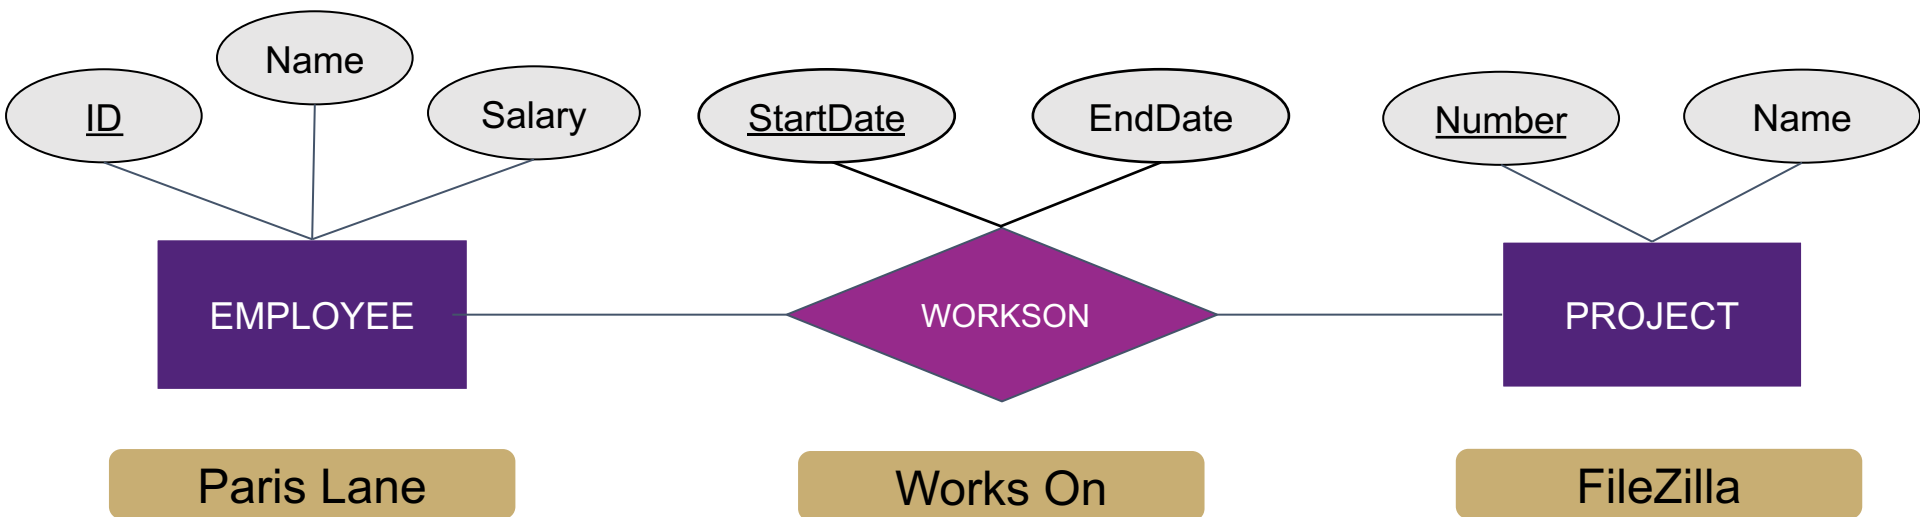 Name
ID
Salary
StartDate
EndDate
Number
Name
EMPLOYEE
WORKSON
PROJECT
Paris Lane
Works On
FileZilla